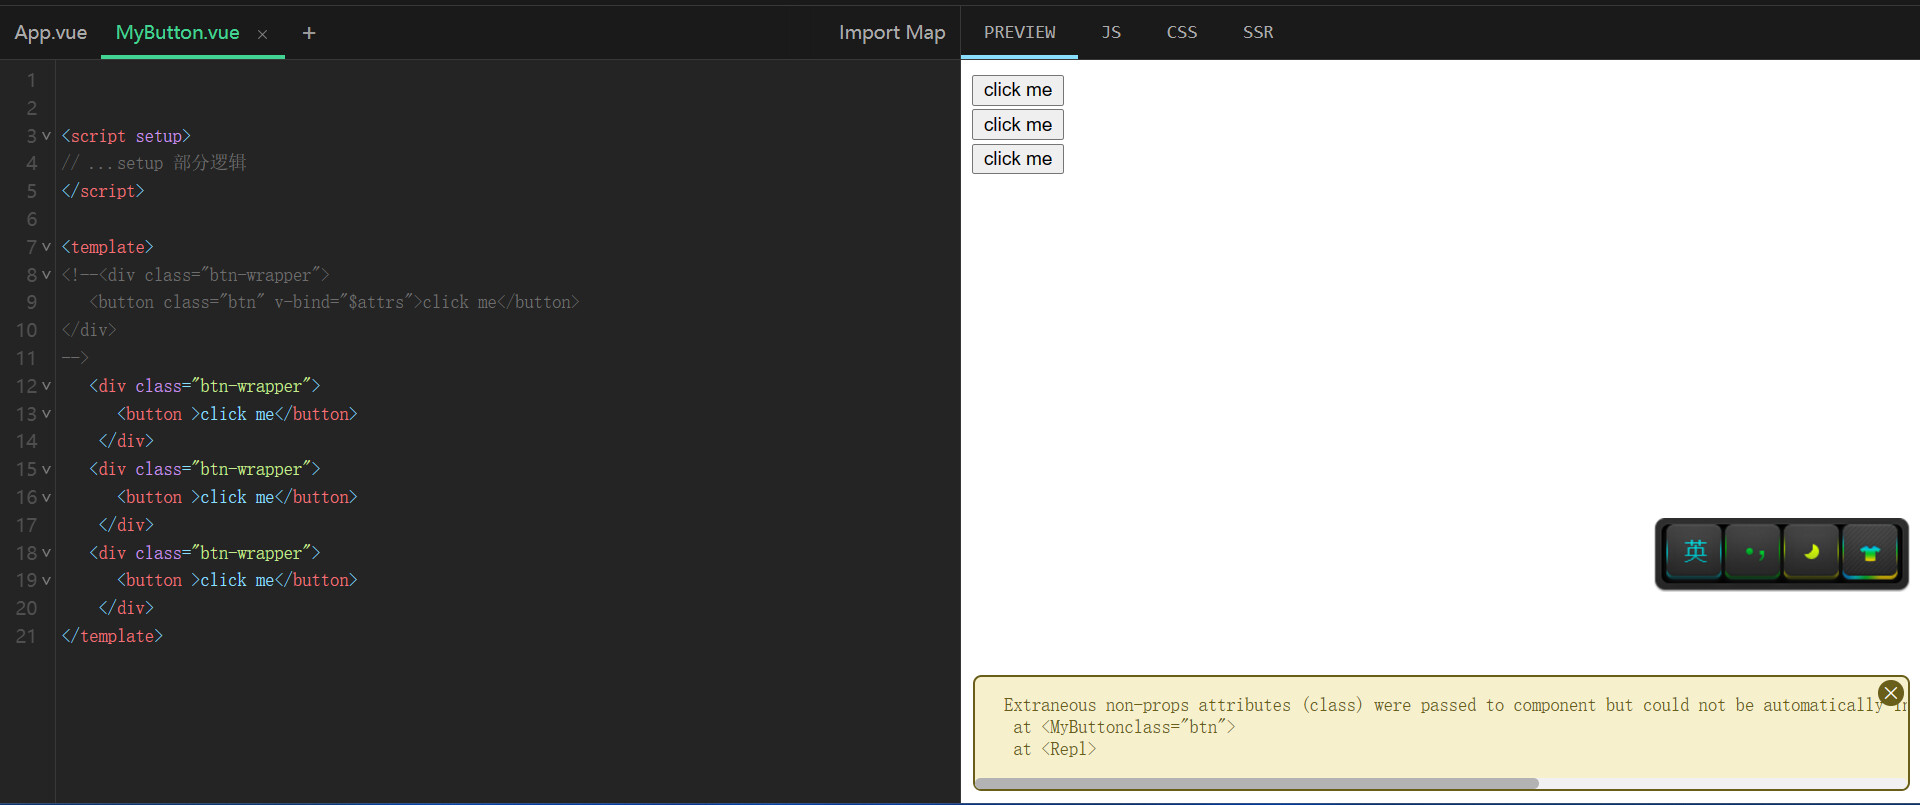 App.vue
MyButton.vue ×
+
Import Map
1
2
3 <script setup>
4 // ...setup 部分逻辑
5 </script>
6
7 <template>
8 <!--<div class="btn-wrapper">
9 <button class="btn" v-bind="$attrs">click me</button>
10 </div>
11 -->
12 <div class="btn-wrapper">
13 <button >click me</button>
14 </div>
15 <div class="btn-wrapper">
16 <button >click me</button>
17 </div>
18 <div class="btn-wrapper">
19 <button >click me</button>
20 </div>
21 </template>
PREVIEW
JS
CSS
SSR
click me
click me
click me
英
Extraneous non-props attributes (class) were passed to component but could not be automatically
at <MyButtonclass="btn">
at <Repl>